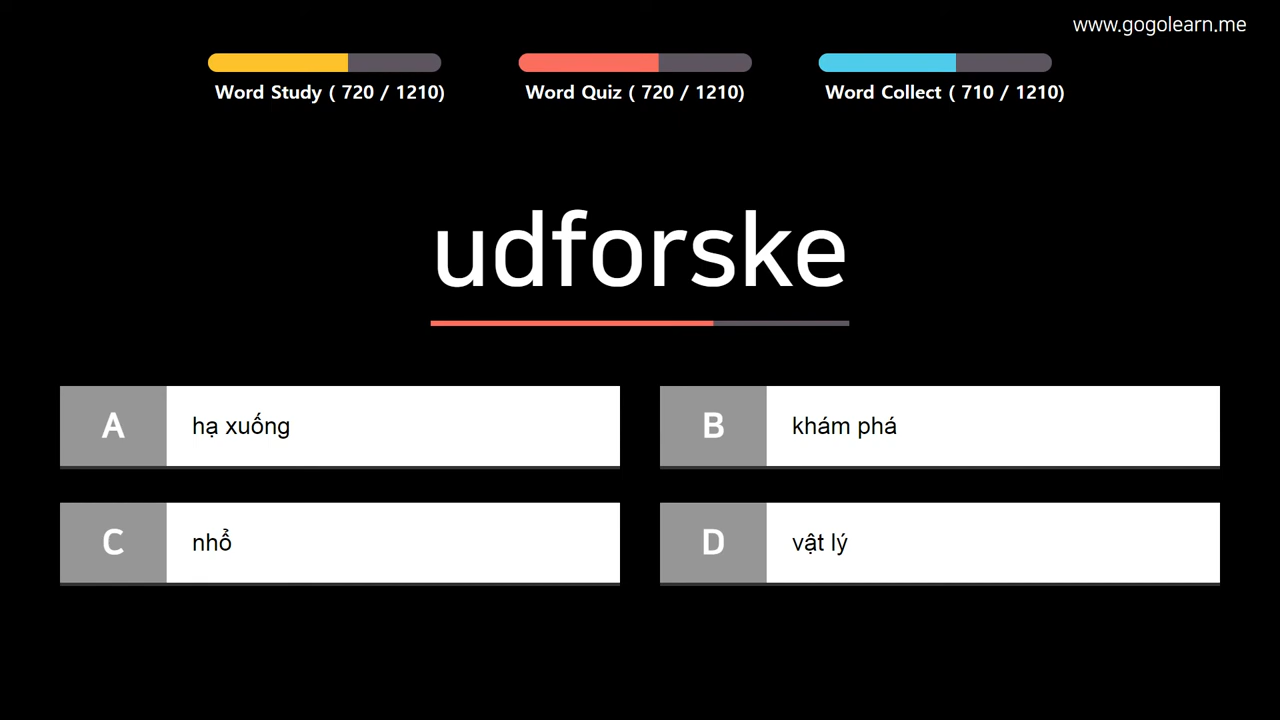 www.gogolearn.me
Word Study ( 720 / 1210)
Word Quiz ( 720 / 1210)
Word Collect ( 710 / 1210)
udforske
A hạ xuống
B khám phá
C nhổ
D vật lý